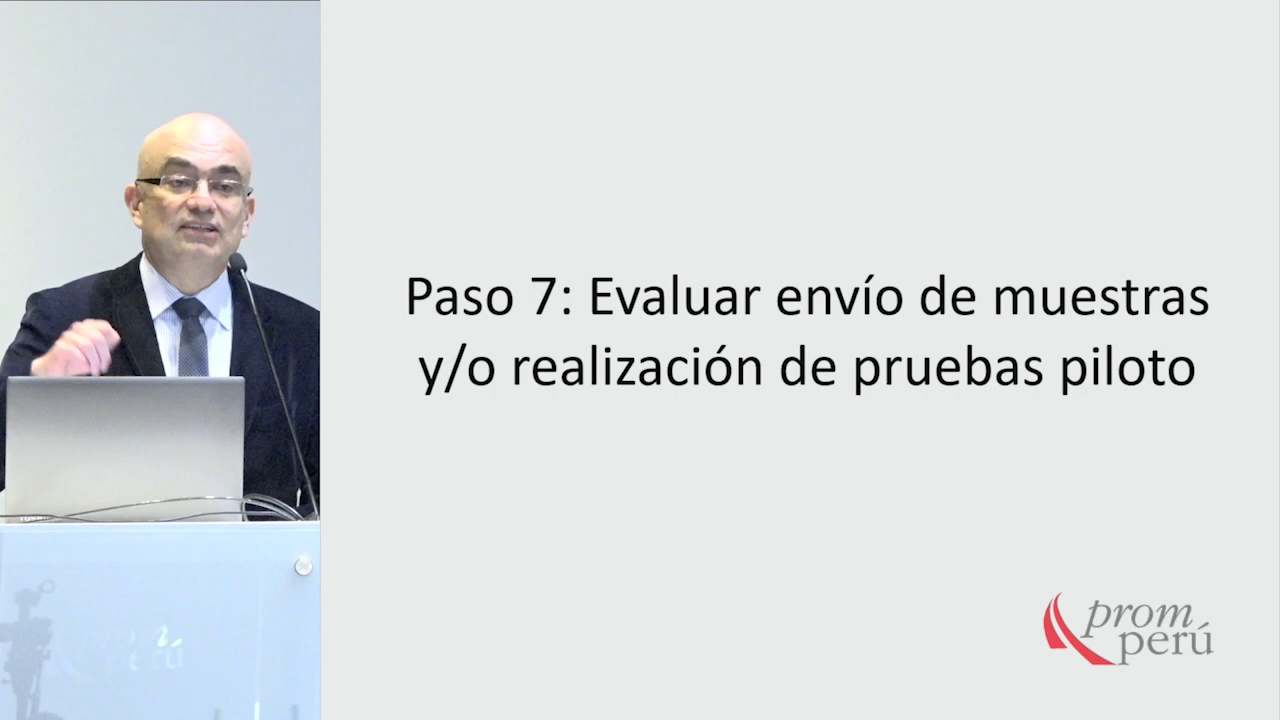 Paso 7: Evaluar envío de muestras
y/o realización de pruebas piloto
prom
perú